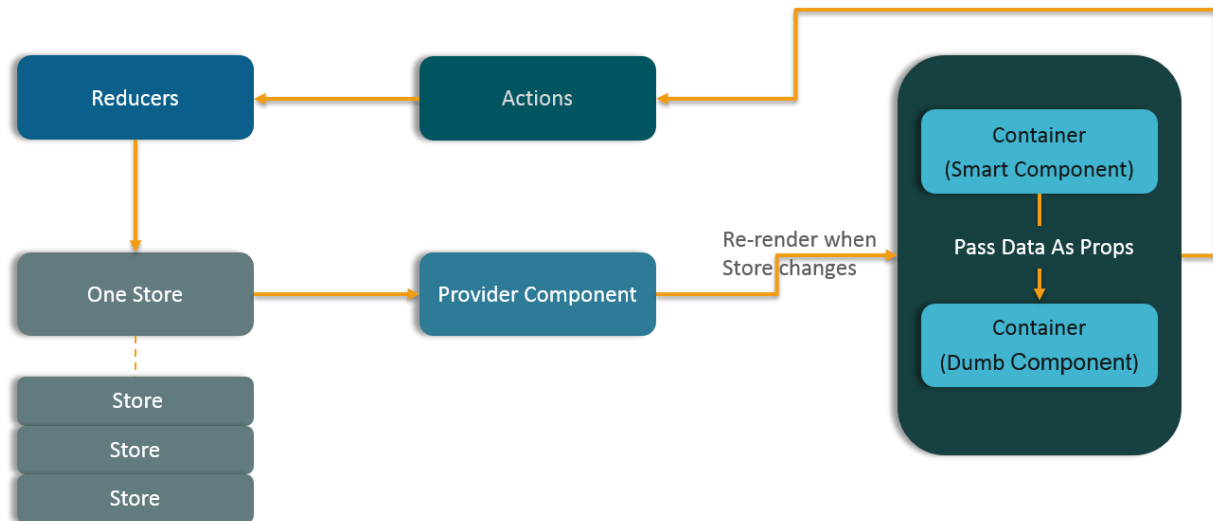 Reducers
Actions
Container
(Smart Component)
Pass Data As Props
Container
(Dumb Component)
Re-render when
Store changes
One Store
Provider Component
Store
Store
Store